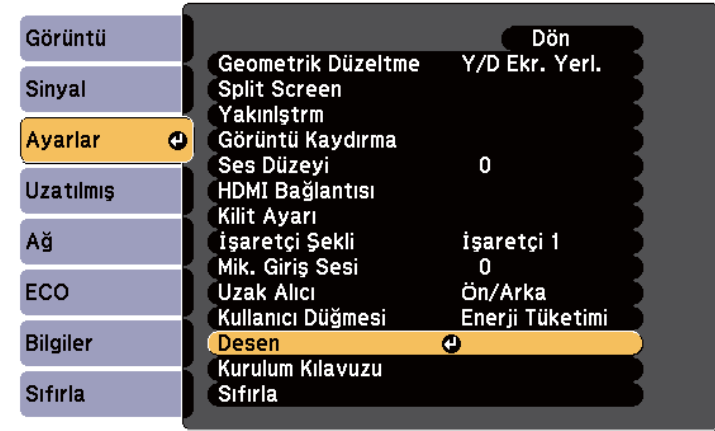 Görüntü
Sinyal
Ayarlar
Uzatılmış
Ağ
ECO
Bilgiler
Sıfırla
Dön
Geometrik Düzeltme Y/D Ekr. Yerl.
Split Screen
Yakınlştrm
Görüntü Kaydırma
Ses Düzeyi 0
HDMI Bağlantısı
Kilit Ayarı
İşaretçi Şekli İşaretçi 1
Mik. Giriş Sesi 0
Uzak Alıcı Ön/Arka
Kullanıcı Düğmesi Enerji Tüketimi
Desen
Kurulum Kılavuzu
Sıfırla